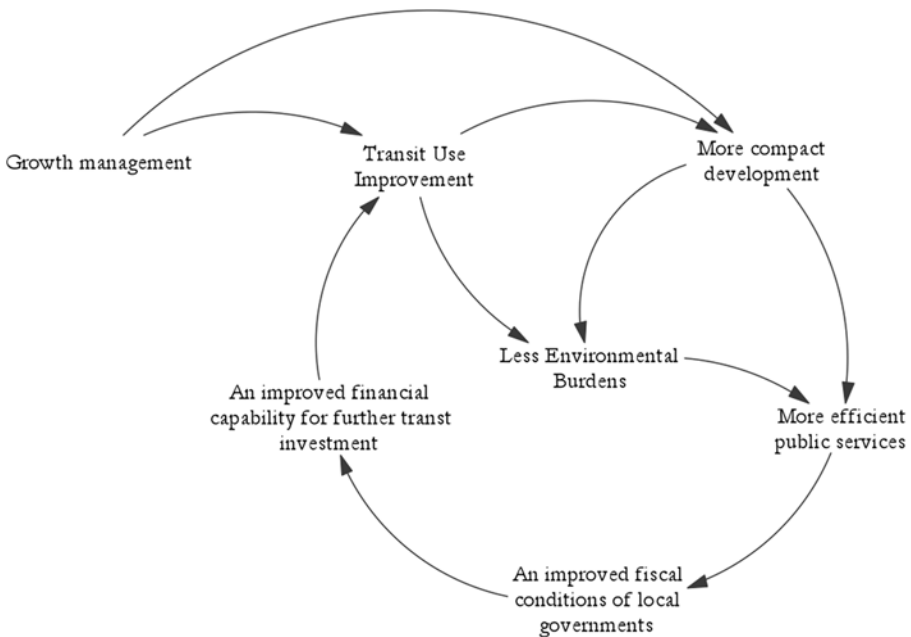 Growth management
Transit Use
Improvement
More compact
development
Less Environmental
Burdens
An improved financial
capability for further transt
investment
More efficient
public services
An improved fiscal
conditions of local
governments